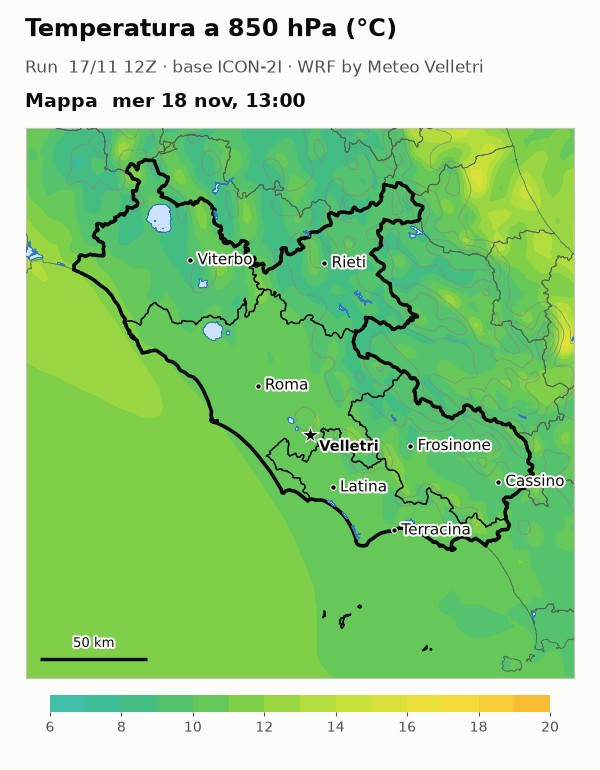 Temperatura a 850 hPa (°C)
Run  17/11 12Z · base ICON-2I · WRF by Meteo Velletri
Mappa  mer 18 nov, 13:00
Viterbo
Rieti
Roma
Velletri
Frosinone
Cassino
Latina
Terracina
50 km
6 8 10 12 14 16 18 20